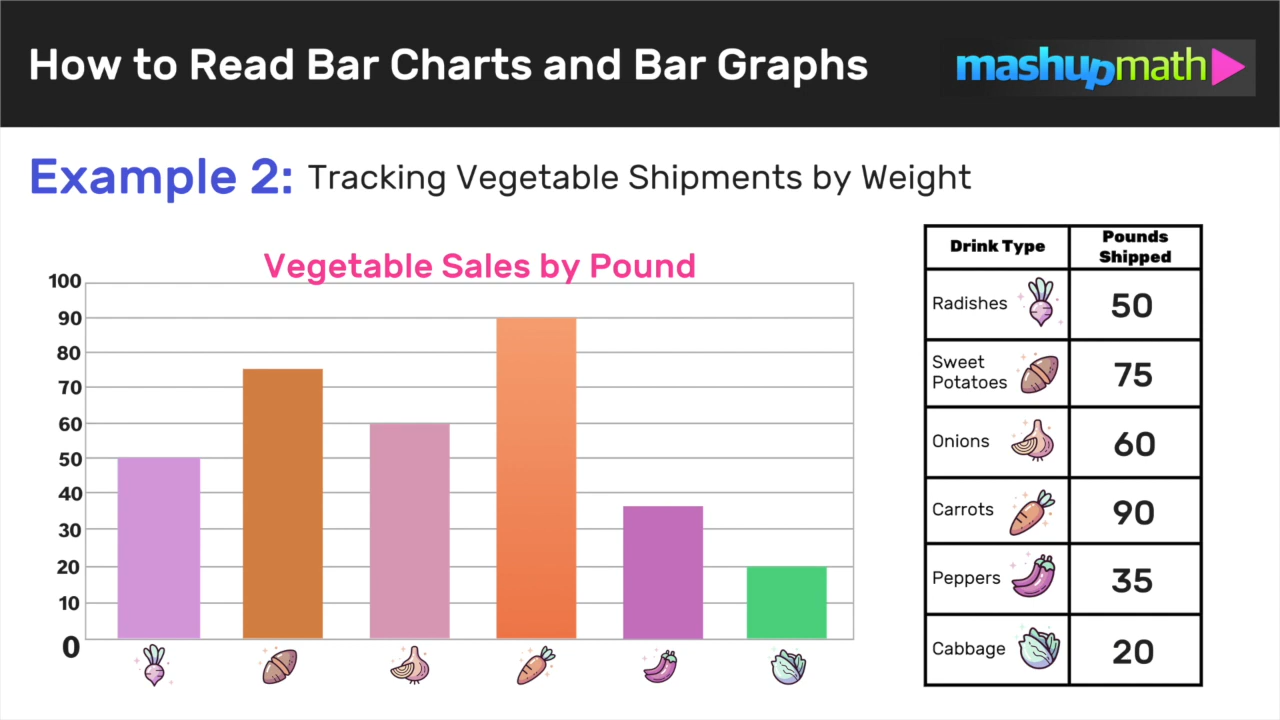 How to Read Bar Charts and Bar Graphs
mashupmath
Example 2: Tracking Vegetable Shipments by Weight
Vegetable Sales by Pound
100
90
80
70
60
50
40
30
20
10
0
Drink Type Pounds
Shipped
Radishes 50
Sweet
Potatoes 75
Onions 60
Carrots 90
Peppers 35
Cabbage 20